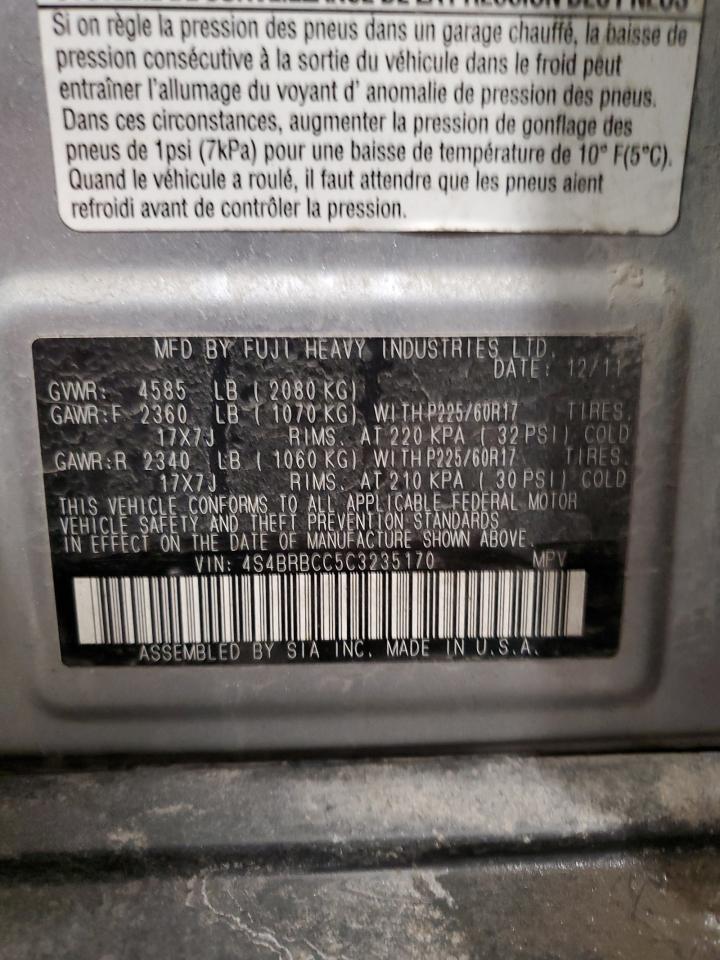 Si on règle la pression des pneus dans un garage chauffé, la baisse de
pression consécutive à la sortie du véhicule dans le froid peut
entraîner l'allumage du voyant d' anomalie de pression des pneus.
Dans ces circonstances, augmenter la pression de gonflage des
pneus de 1psi (7kPa) pour une baisse de température de 10° F(5°C).
Quand le véhicule a roulé, il faut attendre que les pneus aient
refroidi avant de contrôler la pression.
MFD BY FUJI HEAVY INDUSTRIES LTD.
DATE: 12/11
GVWR: 4585 LB ( 2080 KG)
GAWR:F 2360 LB ( 1070 KG) WITH P225/60R17 TIRES.
17X7J RIMS. AT 220 KPA ( 32 PSI) COLD
GAWR:R 2340 LB ( 1060 KG) WITH P225/60R17 TIRES.
17X7J RIMS. AT 210 KPA ( 30 PSI) COLD
THIS VEHICLE CONFORMS TO ALL APPLICABLE FEDERAL MOTOR
VEHICLE SAFETY AND THEFT PREVENTION STANDARDS
IN EFFECT ON THE DATE OF MANUFACTURE SHOWN ABOVE.
VIN: 4S4BRBCC5C3235170 MPV
ASSEMBLED BY SIA INC. MADE IN U.S.A.